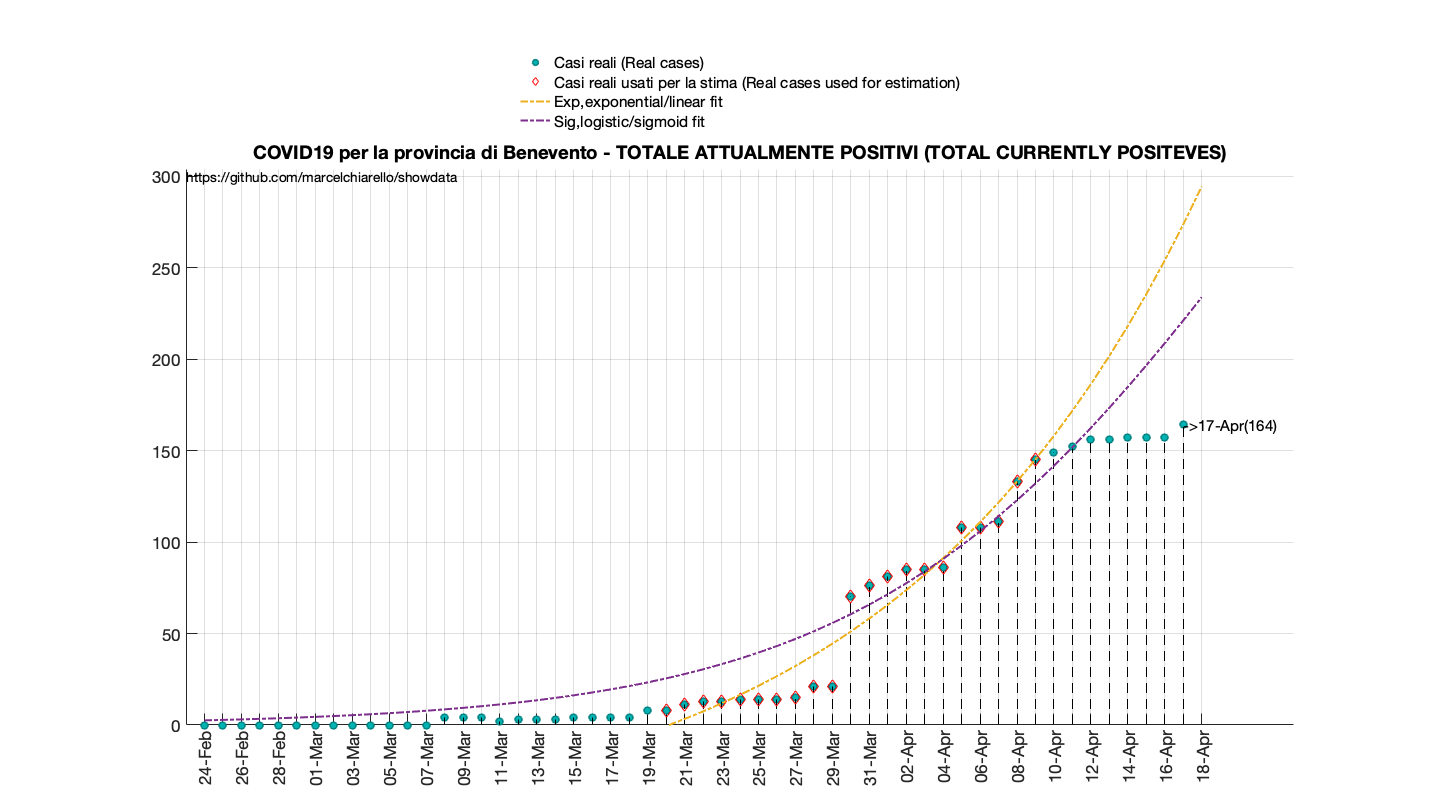 Casi reali (Real cases)
Casi reali usati per la stima (Real cases used for estimation)
Exp,exponential/linear fit
Sig,logistic/sigmoid fit
COVID19 per la provincia di Benevento - TOTALE ATTUALMENTE POSITIVI (TOTAL CURRENTLY POSITEVES)
https://github.com/marcelchiarello/showdata
300
250
200
150
100
50
0
->17-Apr(164)
24-Feb
26-Feb
28-Feb
01-Mar
03-Mar
05-Mar
07-Mar
09-Mar
11-Mar
13-Mar
15-Mar
17-Mar
19-Mar
21-Mar
23-Mar
25-Mar
27-Mar
29-Mar
31-Mar
02-Apr
04-Apr
06-Apr
08-Apr
10-Apr
12-Apr
14-Apr
16-Apr
18-Apr